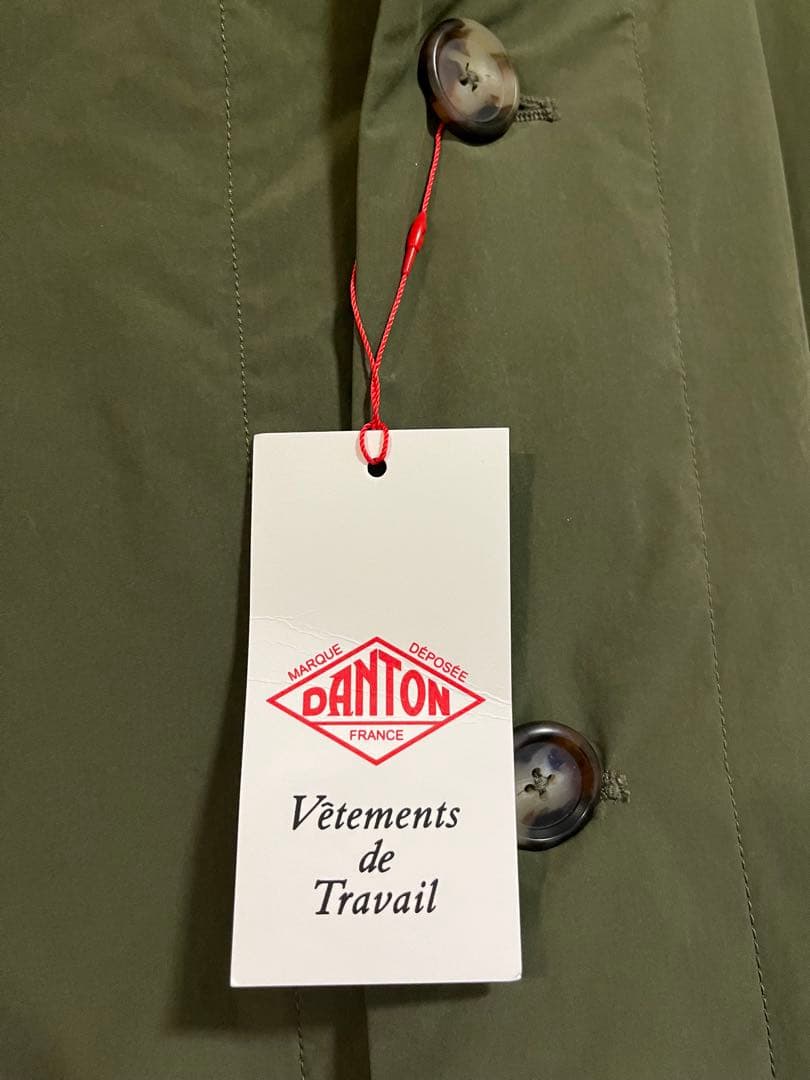 MARQUE DÉPOSÉE
DANTON
FRANCE
Vêtements
de
Travail